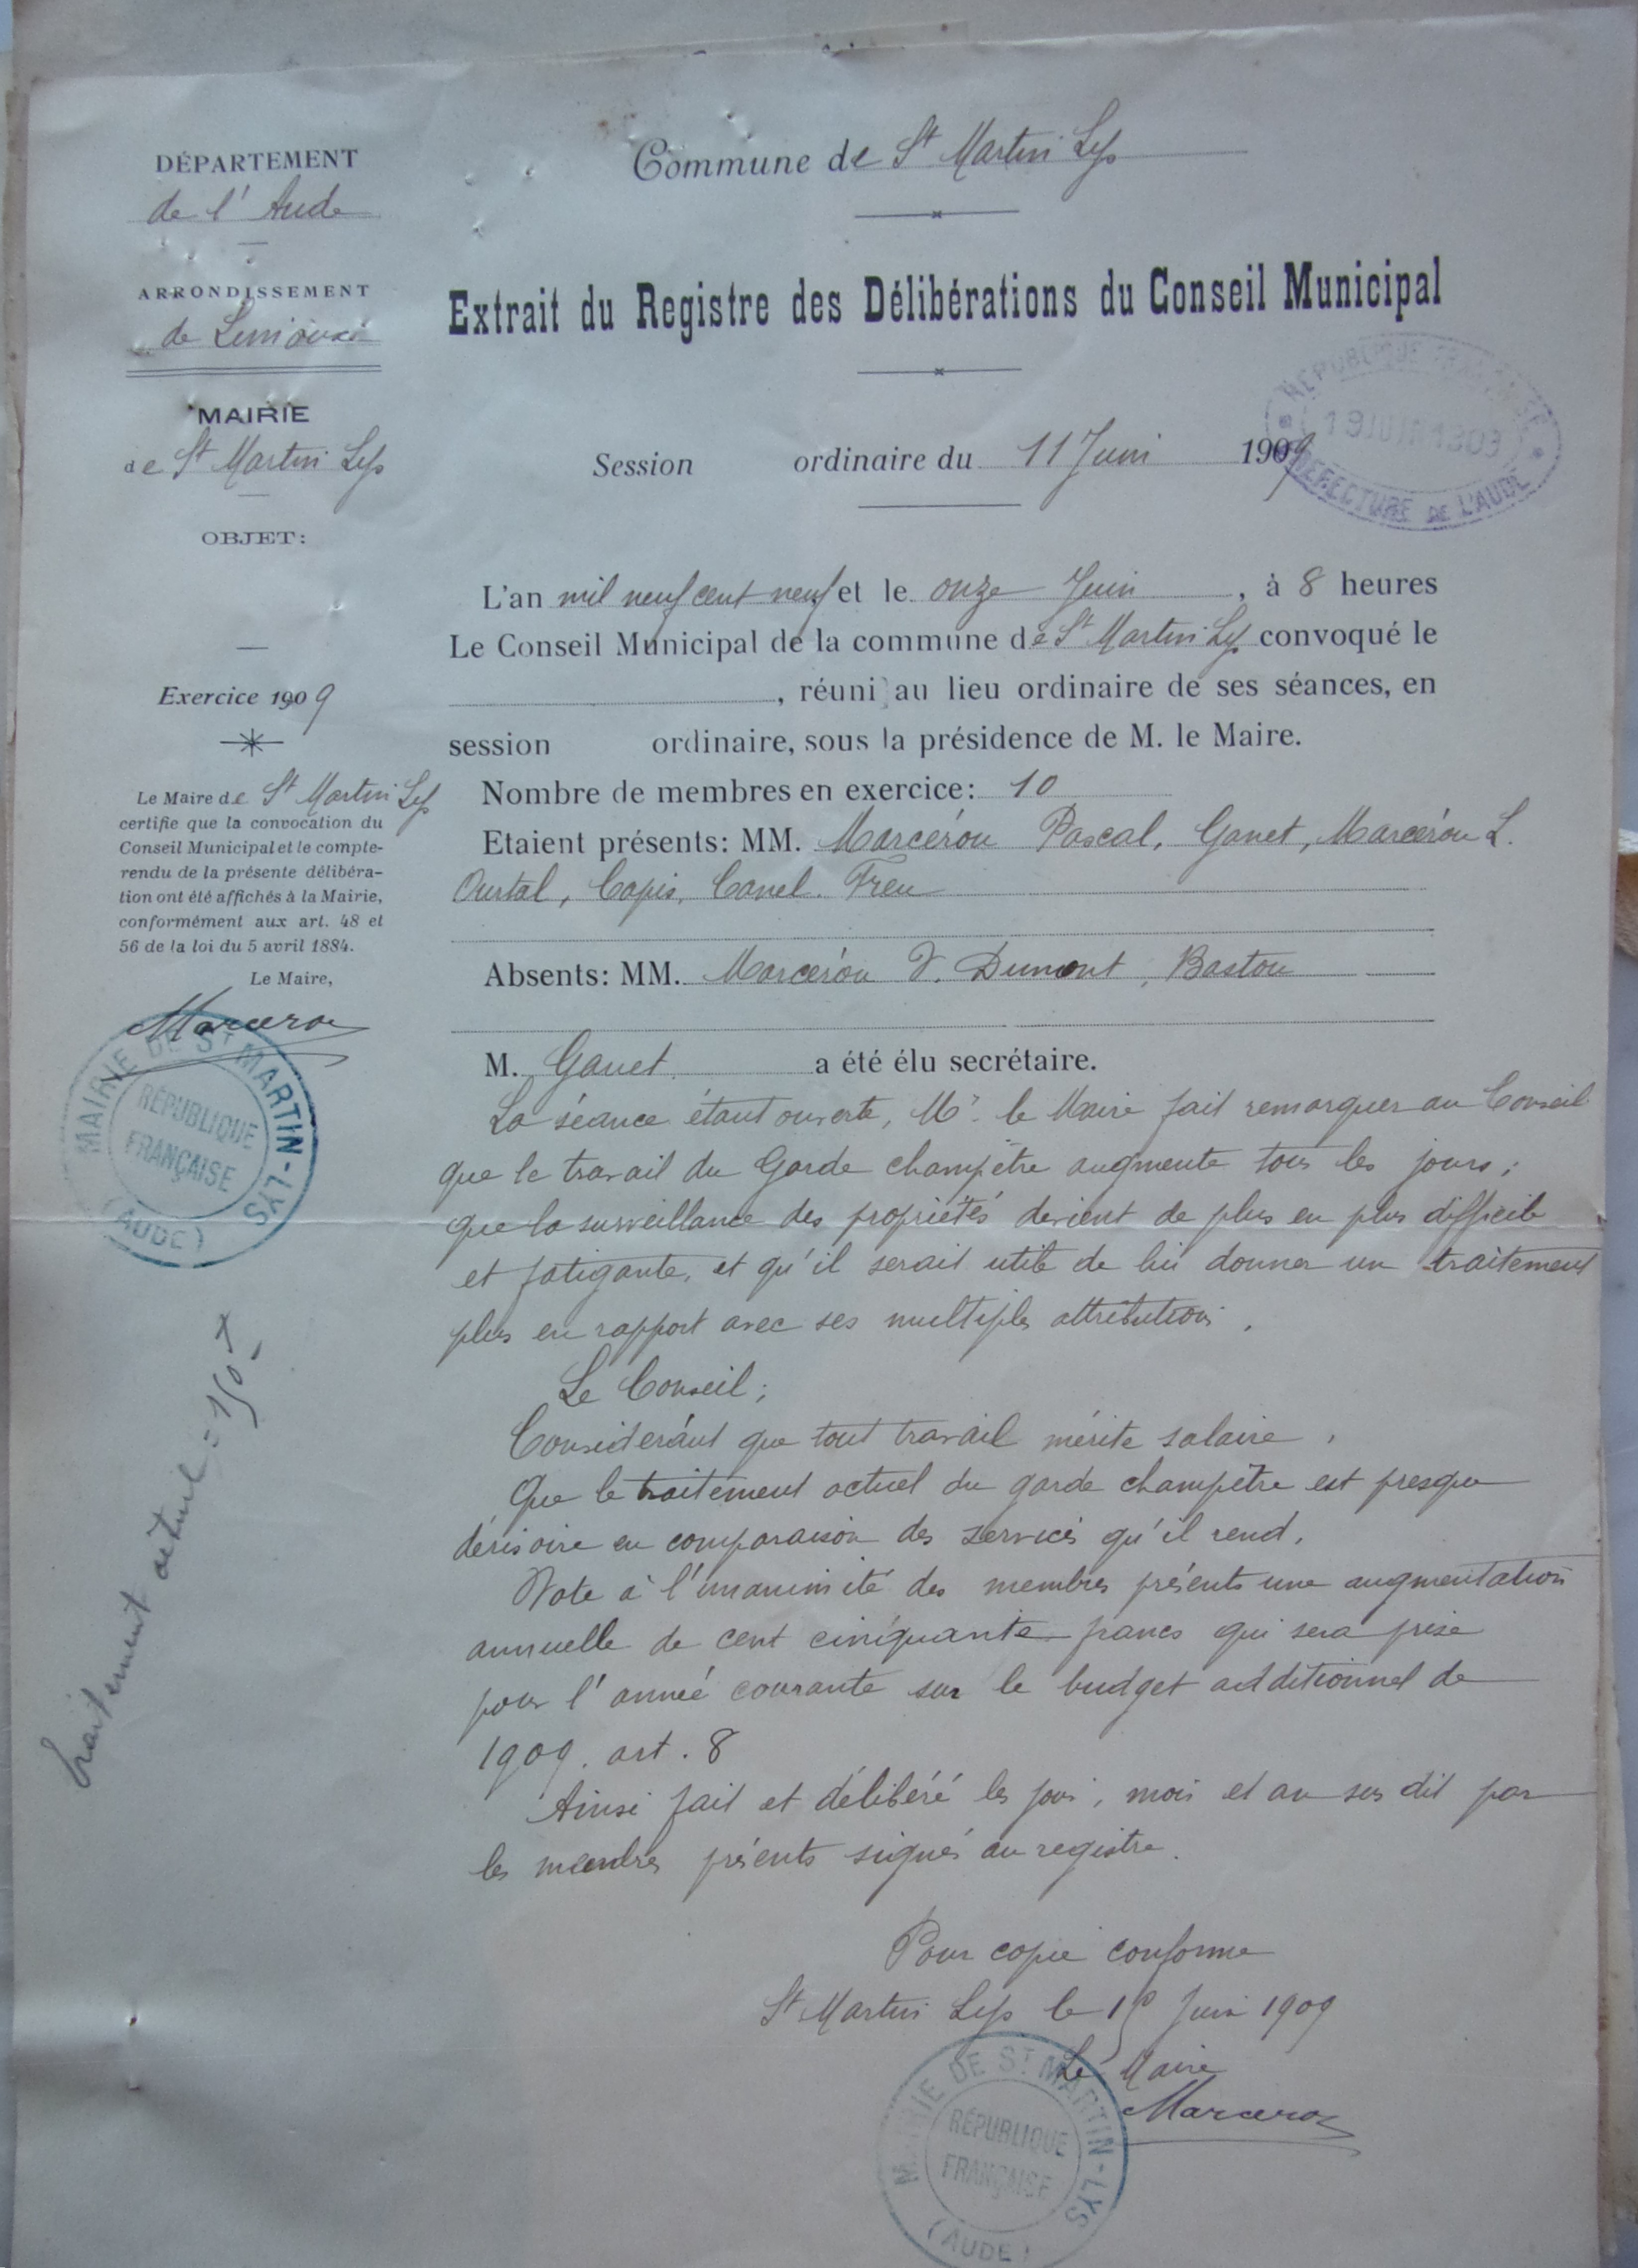 DÉPARTEMENT
de l'Aude
ARRONDISSEMENT
de Limoux
MAIRIE
de St Martin Lys
OBJET:
Exercice 1909
Le Maire de St Martin Lys
certifie que la convocation du
Conseil Municipal et le compte-
rendu de la présente délibéra-
tion ont été affichés à la Mairie,
conformément aux art. 48 et
56 de la loi du 5 avril 1884.
Le Maire,
Marcerou
MAIRIE DE ST MARTIN-LYS
RÉPUBLIQUE
FRANÇAISE
(AUDE)
traitement actuel = 150 f
Commune de St Martin Lys
Extrait du Registre des Délibérations du Conseil Municipal
RÉPUBLIQUE FRANÇAISE
19 JUIN 1909
PRÉFECTURE DE L'AUDE
Session ordinaire du 11 Juin 1909
L'an mil neuf cent neuf et le onze Juin, à 8 heures
Le Conseil Municipal de la commune de St Martin Lys convoqué le
, réuni au lieu ordinaire de ses séances, en
session ordinaire, sous la présidence de M. le Maire.
Nombre de membres en exercice: 10
Etaient présents: MM. Marcérou Pascal, Ganet, Marcérou L.
Ourtal, Capis, Canel. Freu
Absents: MM. Marcérou V. Dumont, Bastou
M. Ganet a été élu secrétaire.
La séance étant ouverte, Mr le Maire fait remarquer au Conseil
que le travail du Garde champêtre augmente tous les jours;
que la surveillance des propriétés devient de plus en plus difficile
et fatigante, et qu'il serait utile de lui donner un traitement
plus en rapport avec ses multiples attributions.
Le Conseil;
Considérant que tout travail mérite salaire,
Que le traitement actuel du garde champêtre est presque
dérisoire en comparaison des services qu'il rend.
Vote à l'unanimité des membres présents une augmentation
annuelle de cent cinquante francs qui sera prise
pour l'année courante sur le budget additionnel de
1909. art. 8
Ainsi fait et délibéré les jour, mois et an sus dit par
les membres présents signés au registre.
Pour copie conforme
St Martin Lys le Juin 1909
Le Maire
Marcerou
MAIRIE DE ST MARTIN-LYS
RÉPUBLIQUE
FRANÇAISE
(AUDE)